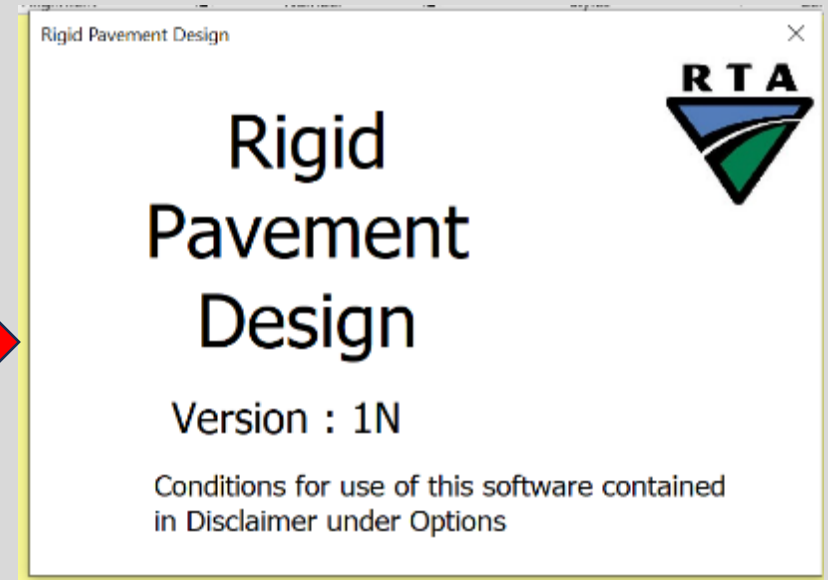 Rigid Pavement Design
RTA
Rigid
Pavement
Design
Version : 1N
Conditions for use of this software contained
in Disclaimer under Options